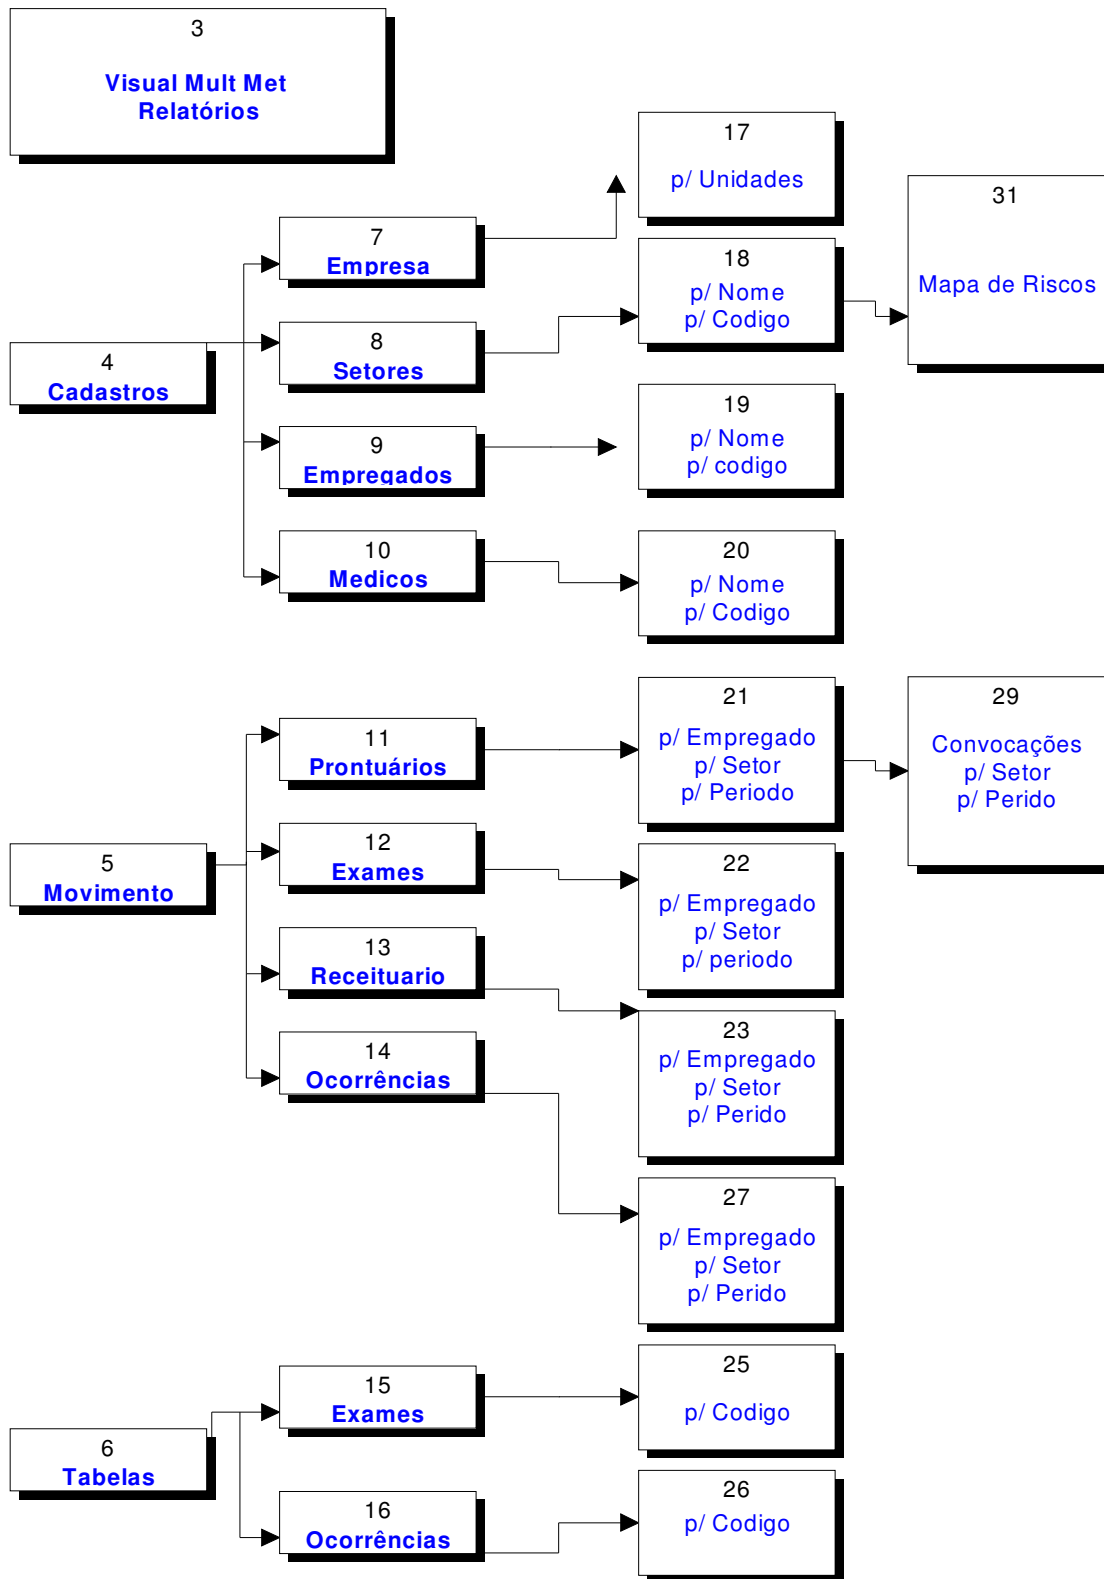 3
Visual Mult Met
Relatórios
4
Cadastros
7
Empresa
8
Setores
9
Empregados
10
Medicos
17
p/ Unidades
18
p/ Nome
p/ Codigo
19
p/ Nome
p/ codigo
20
p/ Nome
p/ Codigo
31
Mapa de Riscos
5
Movimento
11
Prontuários
12
Exames
13
Receituario
14
Ocorrências
21
p/ Empregado
p/ Setor
p/ Periodo
22
p/ Empregado
p/ Setor
p/ periodo
23
p/ Empregado
p/ Setor
p/ Perido
27
p/ Empregado
p/ Setor
p/ Perido
29
Convocações
p/ Setor
p/ Perido
6
Tabelas
15
Exames
16
Ocorrências
25
p/ Codigo
26
p/ Codigo